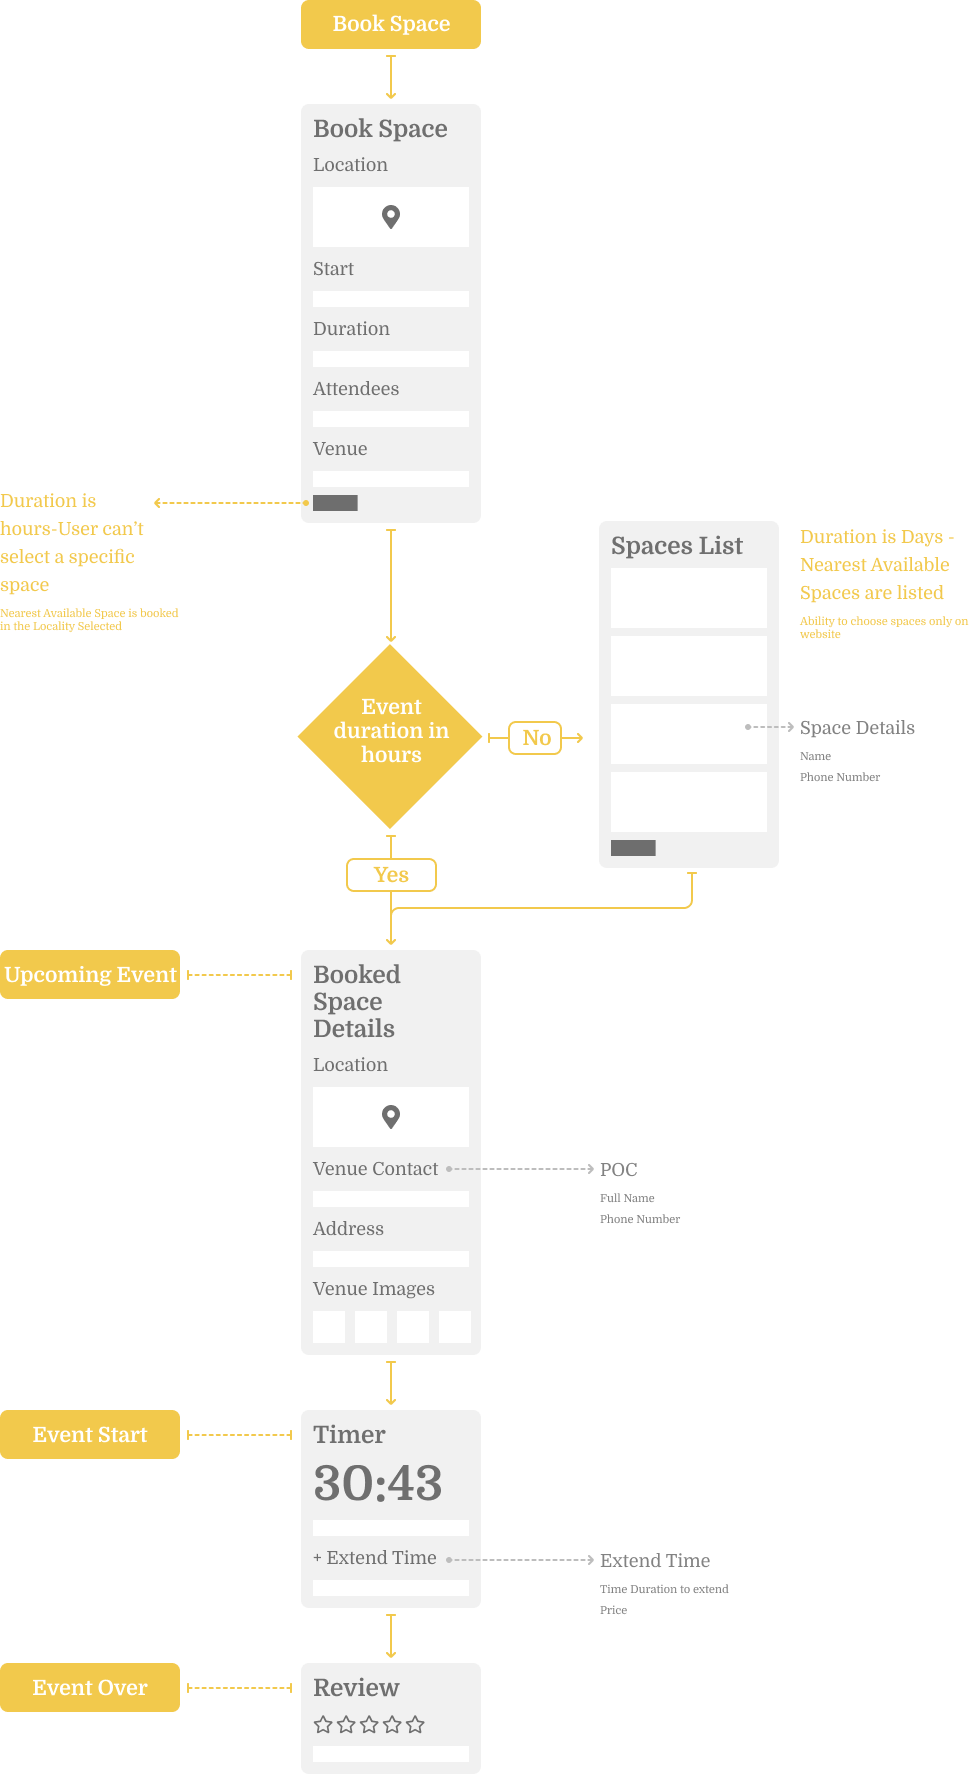 Book Space
Book Space
Location
Start
Duration
Attendees
Venue
Duration is
hours-User can't
select a specific
space
Nearest Available Space is booked
in the Locality Selected
Spaces List
Duration is Days -
Nearest Available
Spaces are listed
Ability to choose spaces only on
website
Event
duration in
hours
No
Space Details
Name
Phone Number
Yes
Upcoming Event
Booked
Space
Details
Location
Venue Contact
POC
Full Name
Phone Number
Address
Venue Images
Event Start
Timer
30:43
+ Extend Time
Extend Time
Time Duration to extend
Price
Event Over
Review